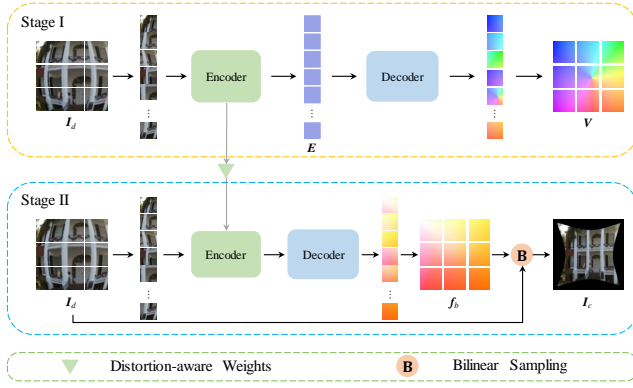 Stage I
Encoder
Decoder
I_d
E
V
Stage II
Encoder
Decoder
B
I_d
f_b
I_c
Distortion-aware Weights
B
Bilinear Sampling